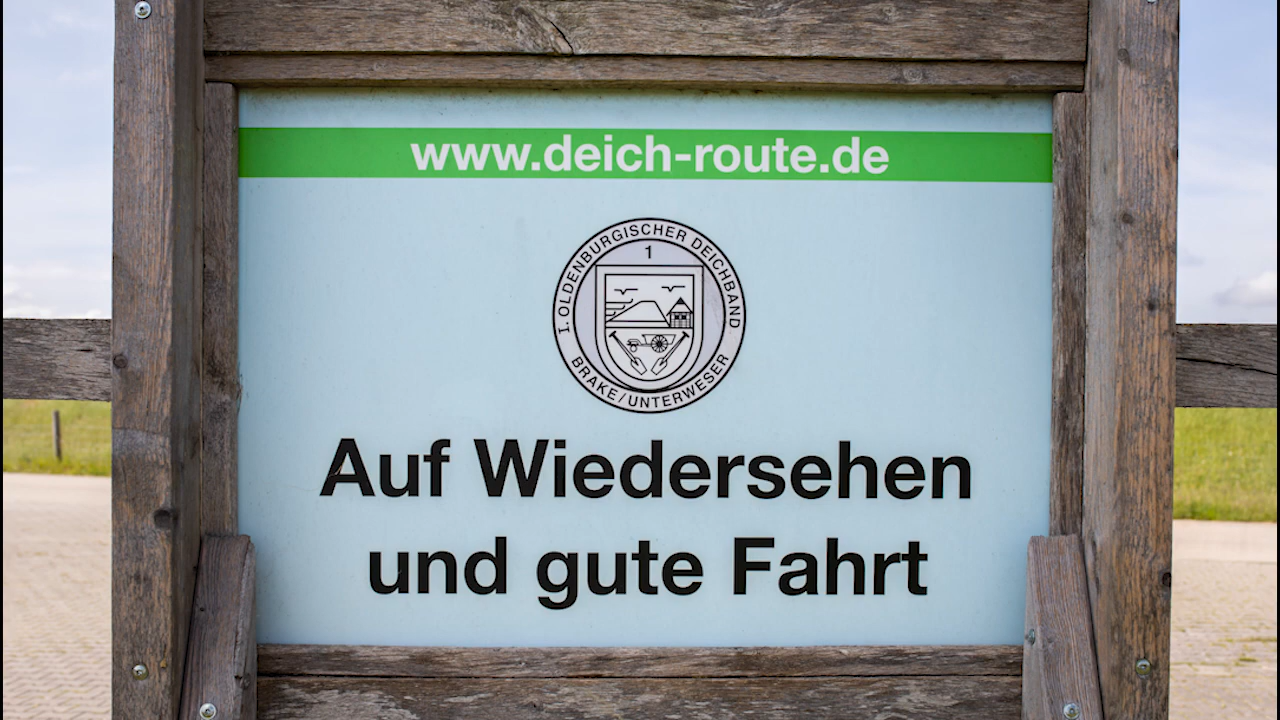 www.deich-route.de
I. OLDENBURGISCHER DEICHBAND
1
BRAKE/UNTERWESER
Auf Wiedersehen
und gute Fahrt